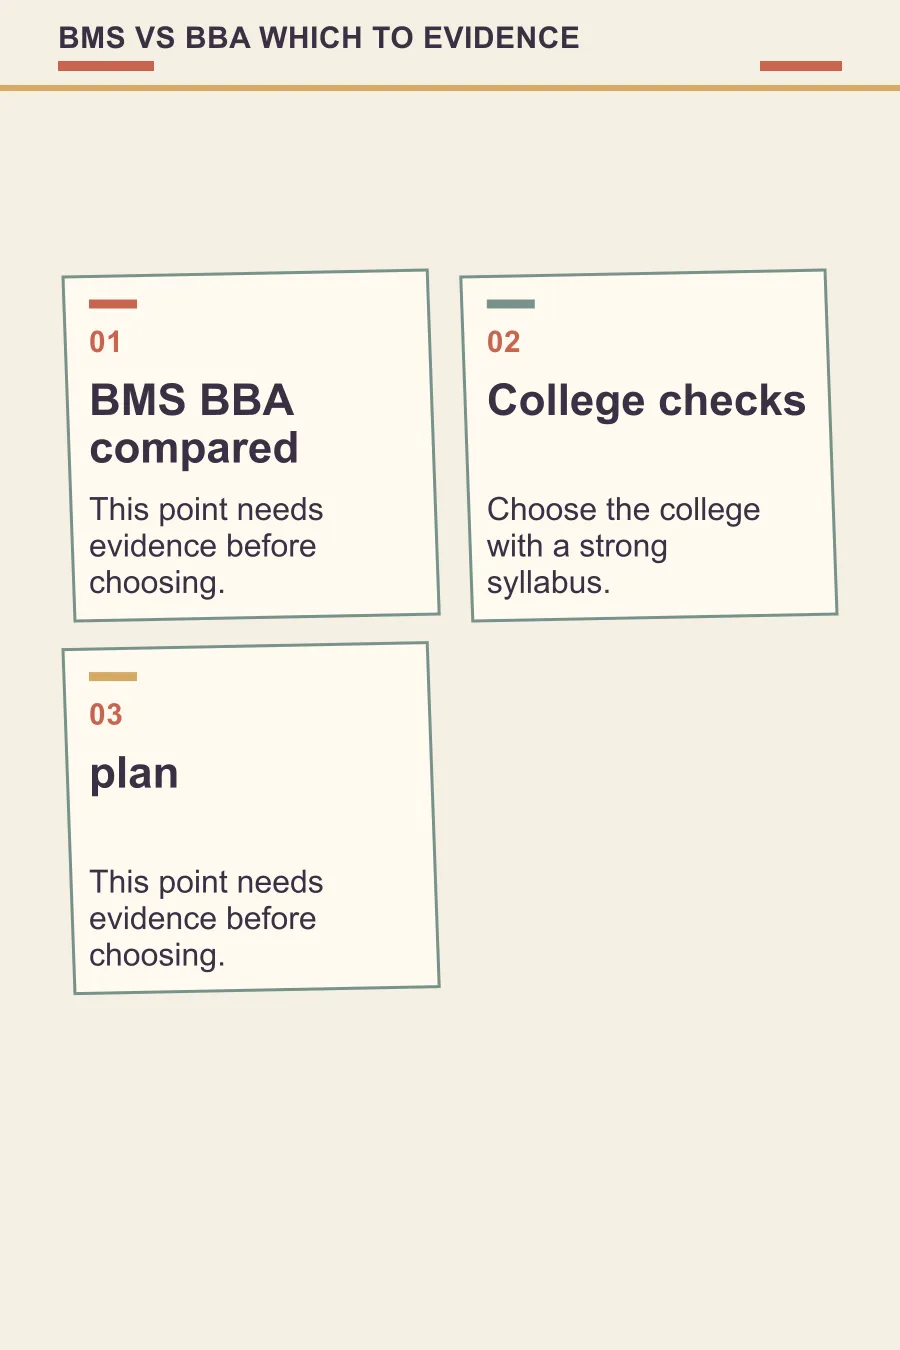 BMS VS BBA WHICH TO EVIDENCE
01
BMS BBA
compared
This point needs
evidence before
choosing.
02
College checks
Choose the college
with a strong
syllabus.
03
plan
This point needs
evidence before
choosing.